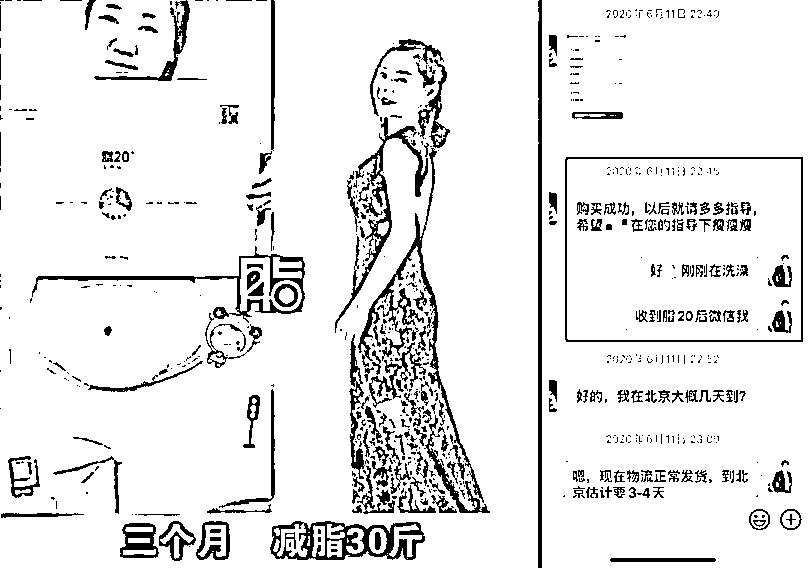 脂20
三个月 减脂30斤
2020年6月11日 22:40
2020年6月11日 22:45
购买成功，以后就请多多指导，
希望 在您的指导下瘦瘦瘦
好 刚刚在洗澡
收到脂20后微信我
2020年6月11日 22:52
好的，我在北京大概几天到？
2020年6月11日 23:09
嗯，现在物流正常发货，到北
京估计要3-4天